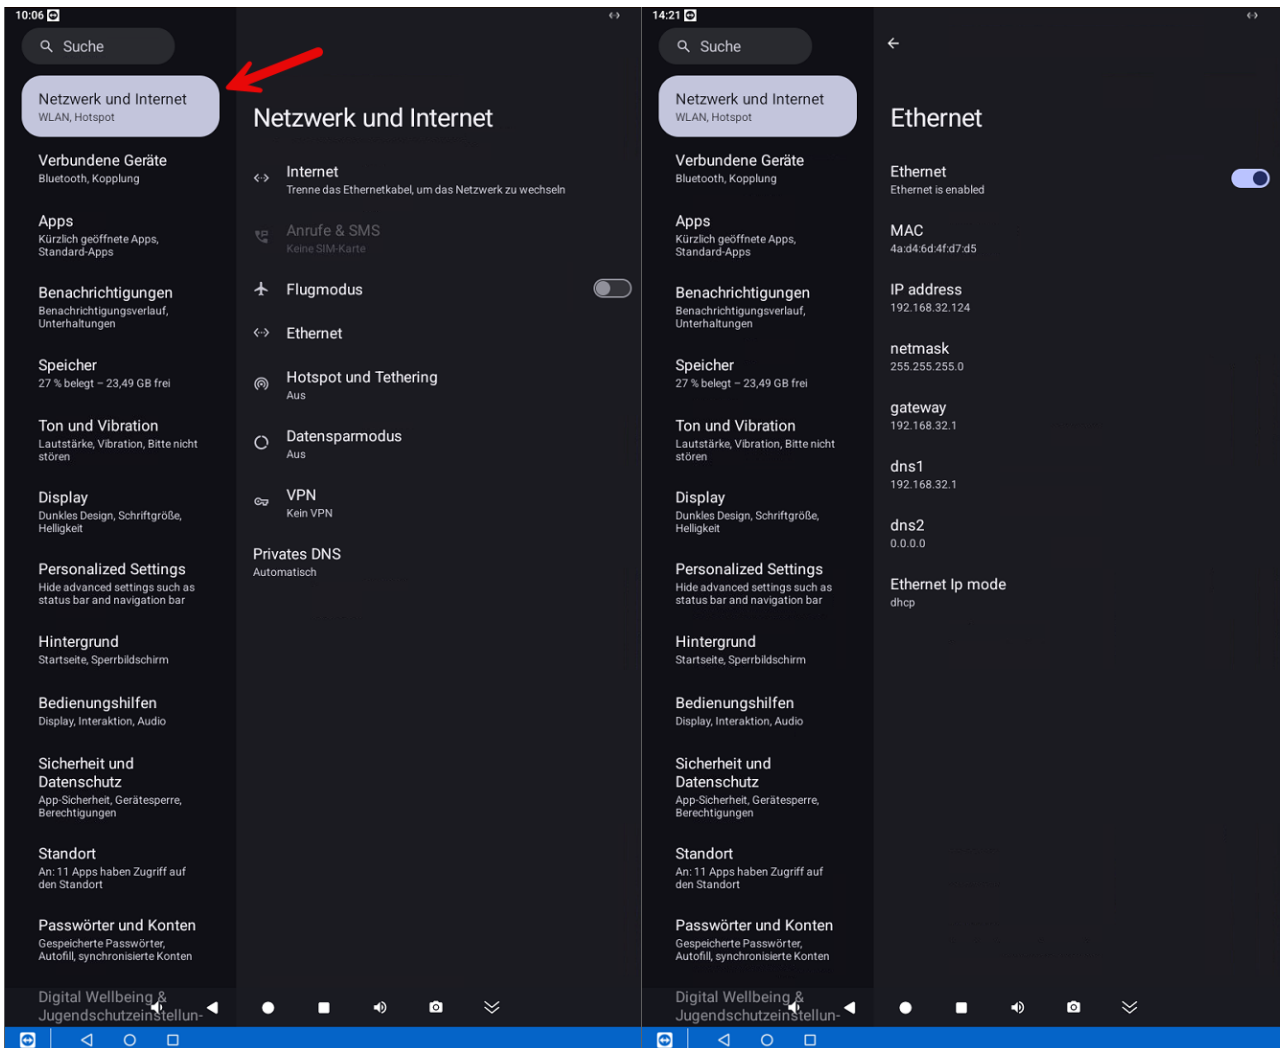 10:06
Suche
Netzwerk und Internet
WLAN, Hotspot
Verbundene Geräte
Bluetooth, Kopplung
Apps
Kürzlich geöffnete Apps,
Standard-Apps
Benachrichtigungen
Benachrichtigungsverlauf,
Unterhaltungen
Speicher
27 % belegt – 23,49 GB frei
Ton und Vibration
Lautstärke, Vibration, Bitte nicht
stören
Display
Dunkles Design, Schriftgröße,
Helligkeit
Personalized Settings
Hide advanced settings such as
status bar and navigation bar
Hintergrund
Startseite, Sperrbildschirm
Bedienungshilfen
Display, Interaktion, Audio
Sicherheit und
Datenschutz
App-Sicherheit, Gerätesperre,
Berechtigungen
Standort
An: 11 Apps haben Zugriff auf
den Standort
Passwörter und Konten
Gespeicherte Passwörter,
Autofill, synchronisierte Konten
Digital Wellbeing &
Jugendschutzeinstellun-
Netzwerk und Internet
Internet
Trenne das Ethernetkabel, um das Netzwerk zu wechseln
Anrufe & SMS
Keine SIM-Karte
Flugmodus
Ethernet
Hotspot und Tethering
Aus
Datensparmodus
Aus
VPN
Kein VPN
Privates DNS
Automatisch
14:21
Suche
Netzwerk und Internet
WLAN, Hotspot
Verbundene Geräte
Bluetooth, Kopplung
Apps
Kürzlich geöffnete Apps,
Standard-Apps
Benachrichtigungen
Benachrichtigungsverlauf,
Unterhaltungen
Speicher
27 % belegt – 23,49 GB frei
Ton und Vibration
Lautstärke, Vibration, Bitte nicht
stören
Display
Dunkles Design, Schriftgröße,
Helligkeit
Personalized Settings
Hide advanced settings such as
status bar and navigation bar
Hintergrund
Startseite, Sperrbildschirm
Bedienungshilfen
Display, Interaktion, Audio
Sicherheit und
Datenschutz
App-Sicherheit, Gerätesperre,
Berechtigungen
Standort
An: 11 Apps haben Zugriff auf
den Standort
Passwörter und Konten
Gespeicherte Passwörter,
Autofill, synchronisierte Konten
Digital Wellbeing &
Jugendschutzeinstellun-
Ethernet
Ethernet
Ethernet is enabled
MAC
4a:d4:6d:4f:d7:d5
IP address
192.168.32.124
netmask
255.255.255.0
gateway
192.168.32.1
dns1
192.168.32.1
dns2
0.0.0.0
Ethernet Ip mode
dhcp